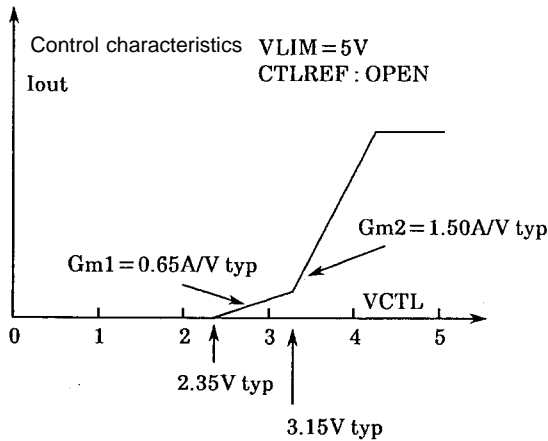 Control characteristics VLIM=5V
CTLREF : OPEN
Iout
Gm2=1.50A/V typ
Gm1=0.65A/V typ
VCTL
0 1 2 3 4 5
2.35V typ
3.15V typ